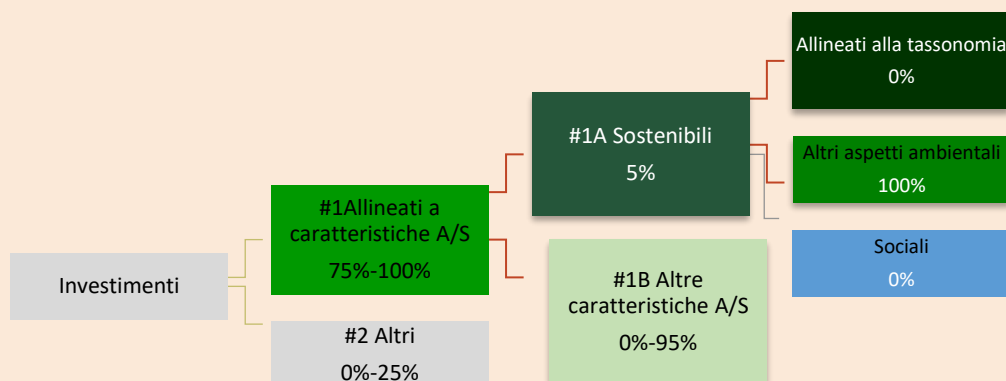 Investimenti
#1Allineati a
caratteristiche A/S
75%-100%
#2 Altri
0%-25%
#1A Sostenibili
5%
#1B Altre
caratteristiche A/S
0%-95%
Allineati alla tassonomia
0%
Altri aspetti ambientali
100%
Sociali
0%